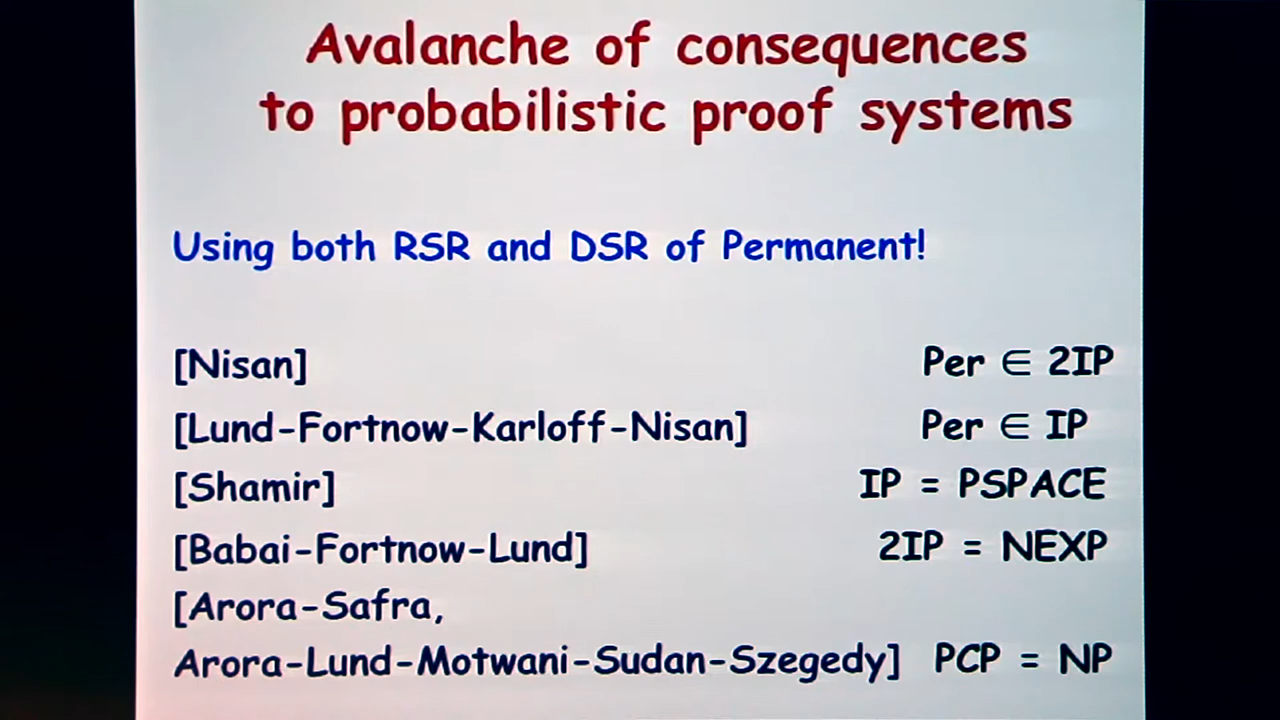 Avalanche of consequences
to probabilistic proof systems
Using both RSR and DSR of Permanent!
[Nisan] Per ∈ 2IP
[Lund-Fortnow-Karloff-Nisan] Per ∈ IP
[Shamir] IP = PSPACE
[Babai-Fortnow-Lund] 2IP = NEXP
[Arora-Safra,
Arora-Lund-Motwani-Sudan-Szegedy] PCP = NP